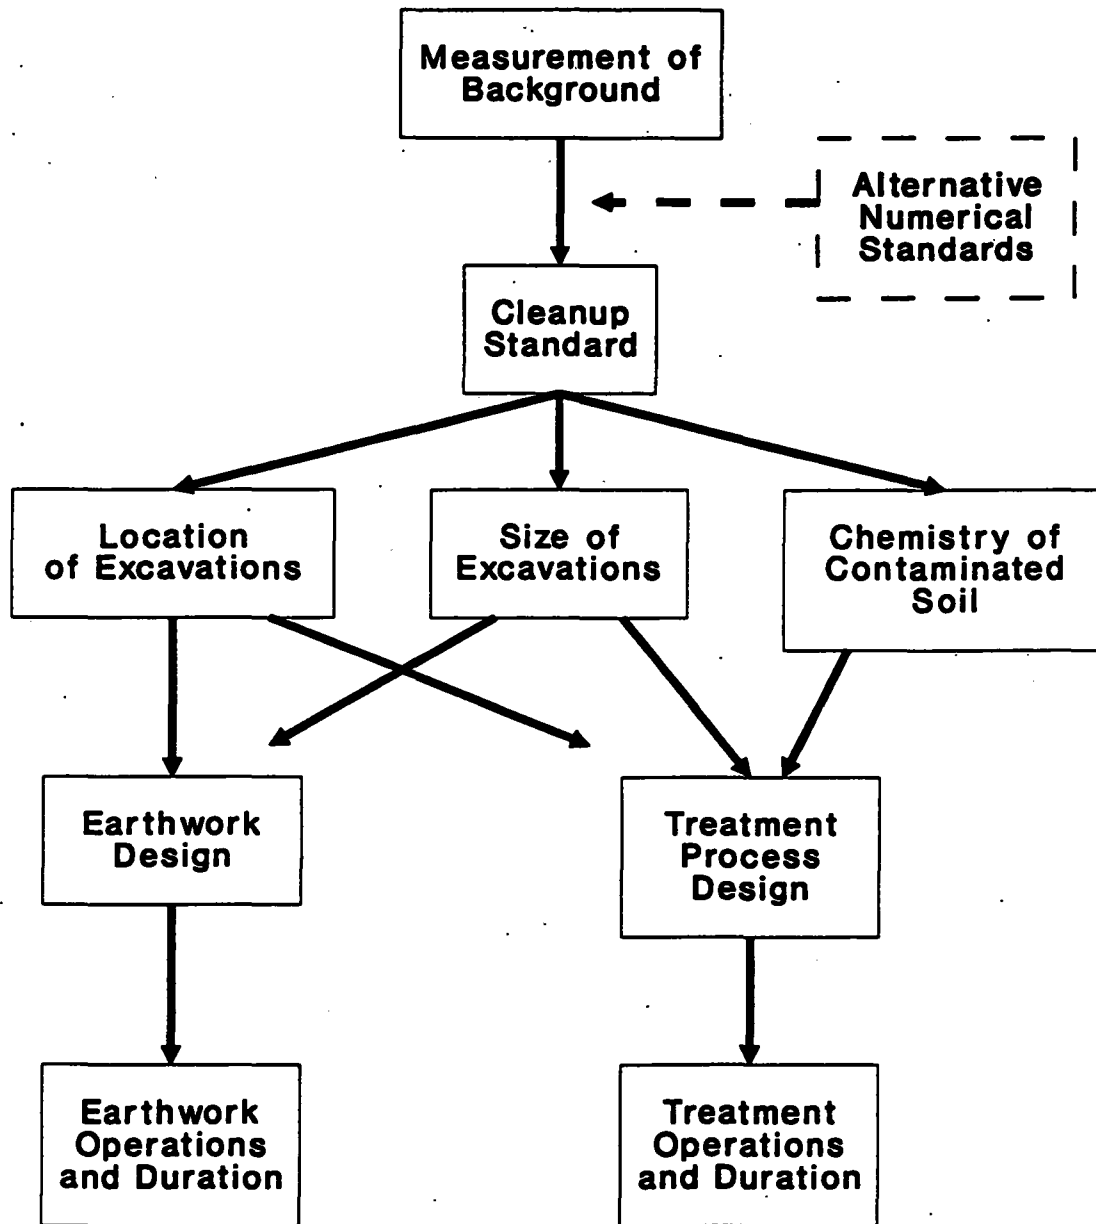 Measurement of
Background
Alternative
Numerical
Standards
Cleanup
Standard
Location
of Excavations
Size of
Excavations
Chemistry of
Contaminated
Soil
Earthwork
Design
Treatment
Process
Design
Earthwork
Operations
and Duration
Treatment
Operations
and Duration